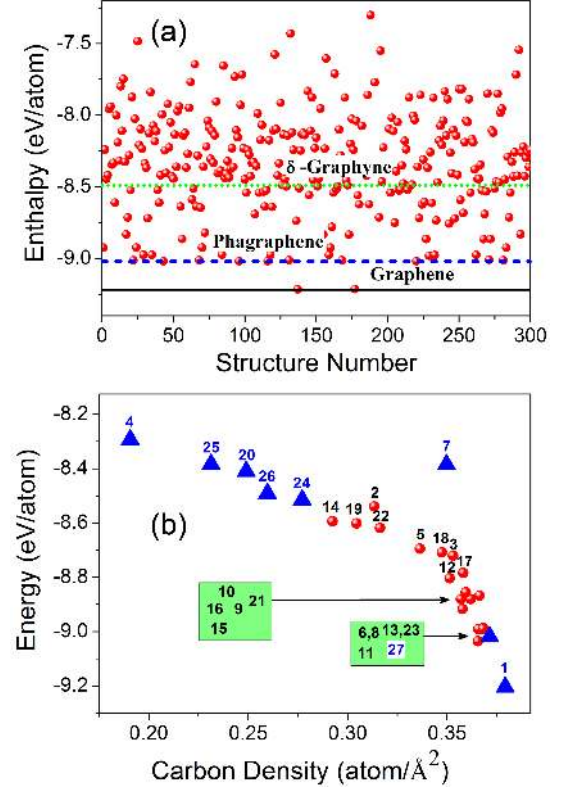 (a)
-7.5
-8.0
-8.5
-9.0
Enthalpy (eV/atom)
δ-Graphyne
Phagraphene
Graphene
0 50 100 150 200 250 300
Structure Number
(b)
-8.2
-8.4
-8.6
-8.8
-9.0
-9.2
Energy (eV/atom)
4
25
20
26
24
7
14
19
2
22
5
18
3
12
17
10
16 9 21
15
6,8 13,23
11 27
1
0.20 0.25 0.30 0.35
Carbon Density (atom/Å²)